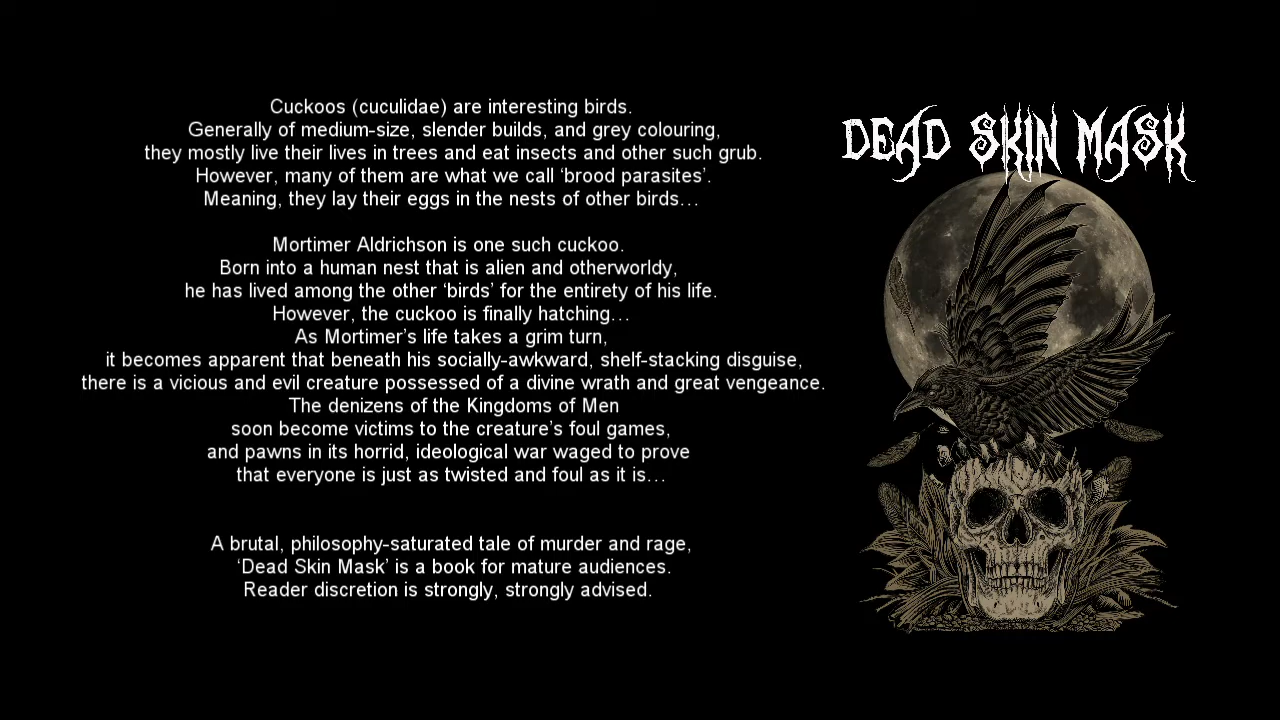 Cuckoos (cuculidae) are interesting birds.
Generally of medium-size, slender builds, and grey colouring,
they mostly live their lives in trees and eat insects and other such grub.
However, many of them are what we call ‘brood parasites’.
Meaning, they lay their eggs in the nests of other birds…
Mortimer Aldrichson is one such cuckoo.
Born into a human nest that is alien and otherworldy,
he has lived among the other ‘birds’ for the entirety of his life.
However, the cuckoo is finally hatching…
As Mortimer’s life takes a grim turn,
it becomes apparent that beneath his socially-awkward, shelf-stacking disguise,
there is a vicious and evil creature possessed of a divine wrath and great vengeance.
The denizens of the Kingdoms of Men
soon become victims to the creature’s foul games,
and pawns in its horrid, ideological war waged to prove
that everyone is just as twisted and foul as it is…
A brutal, philosophy-saturated tale of murder and rage,
‘Dead Skin Mask’ is a book for mature audiences.
Reader discretion is strongly, strongly advised.
DEAD SKIN MASK